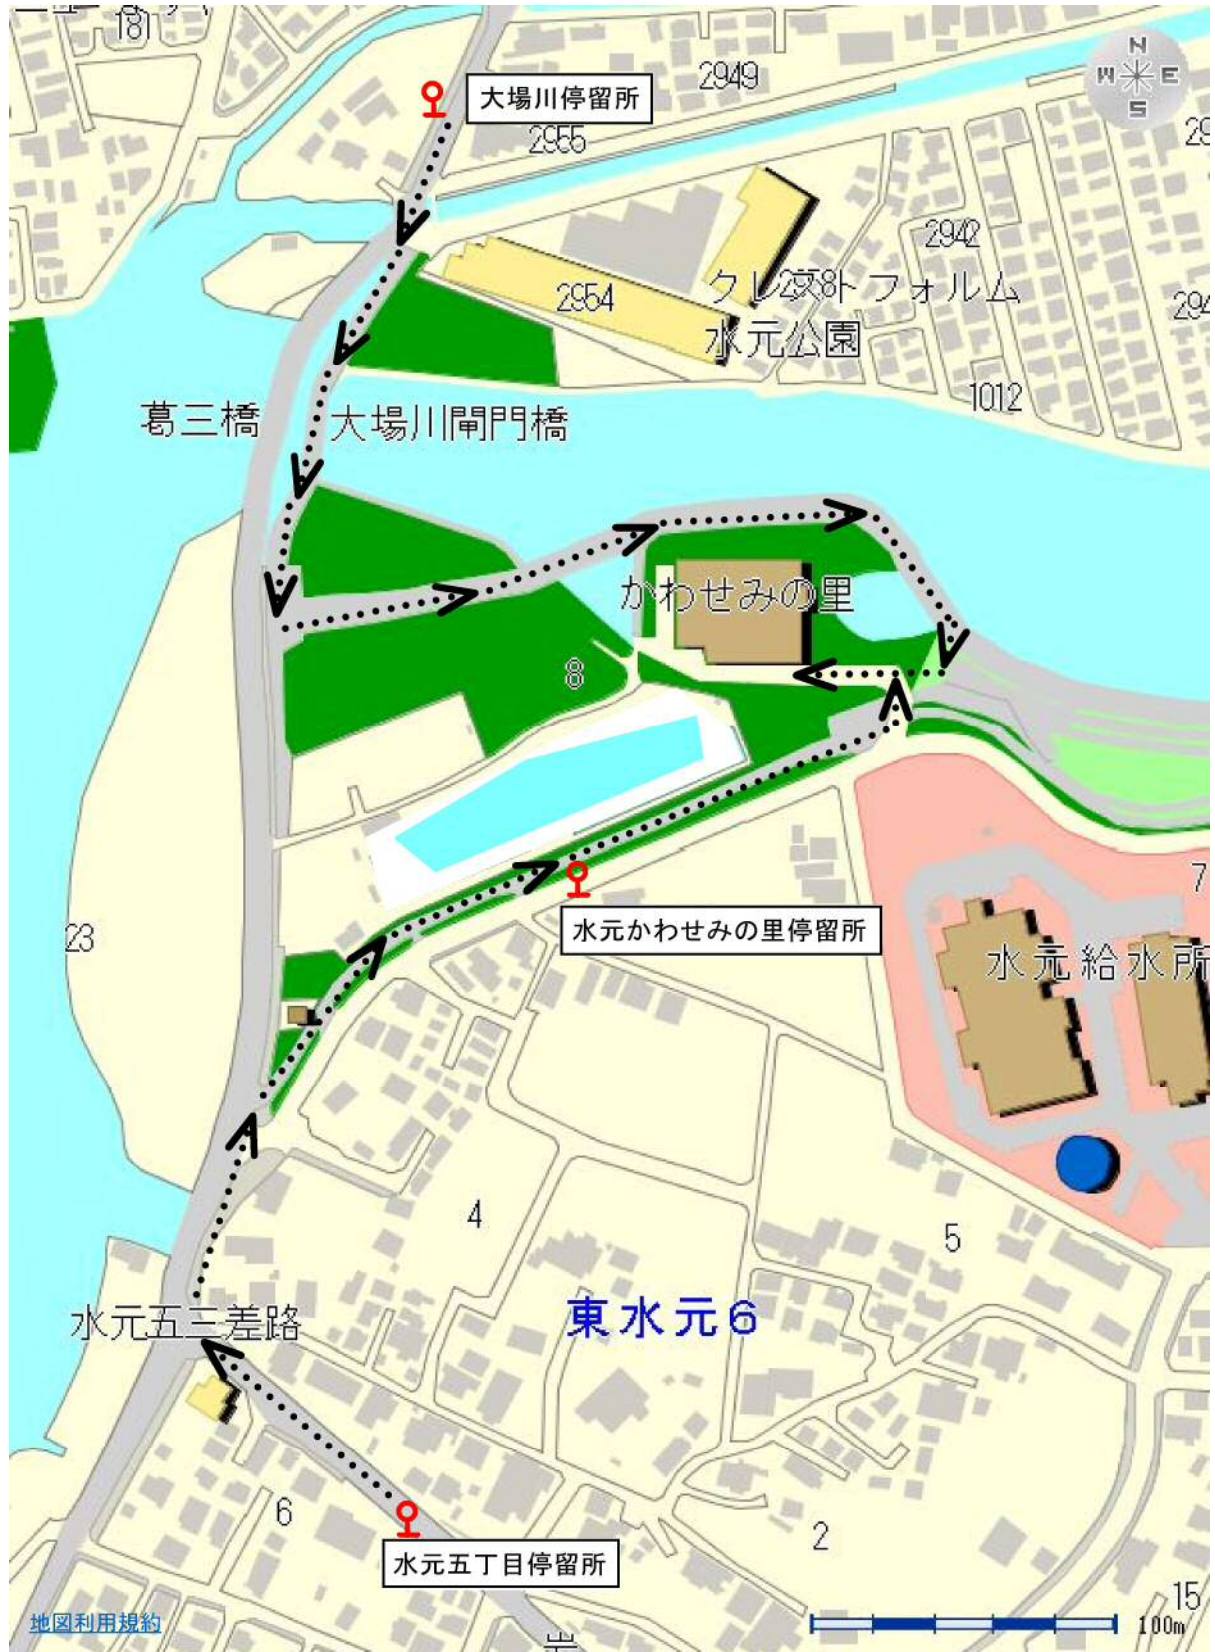 181
N
W E
S
大場川停留所
2949
2955
2942
クレストフォルム
水元公園
2954
1012
葛三橋
大場川閘門橋
かわせみの里
8
23
水元かわせみの里停留所
7
水元給水所
4
5
東水元6
水元五三差路
6
水元五丁目停留所
2
15
地図利用規約
100m